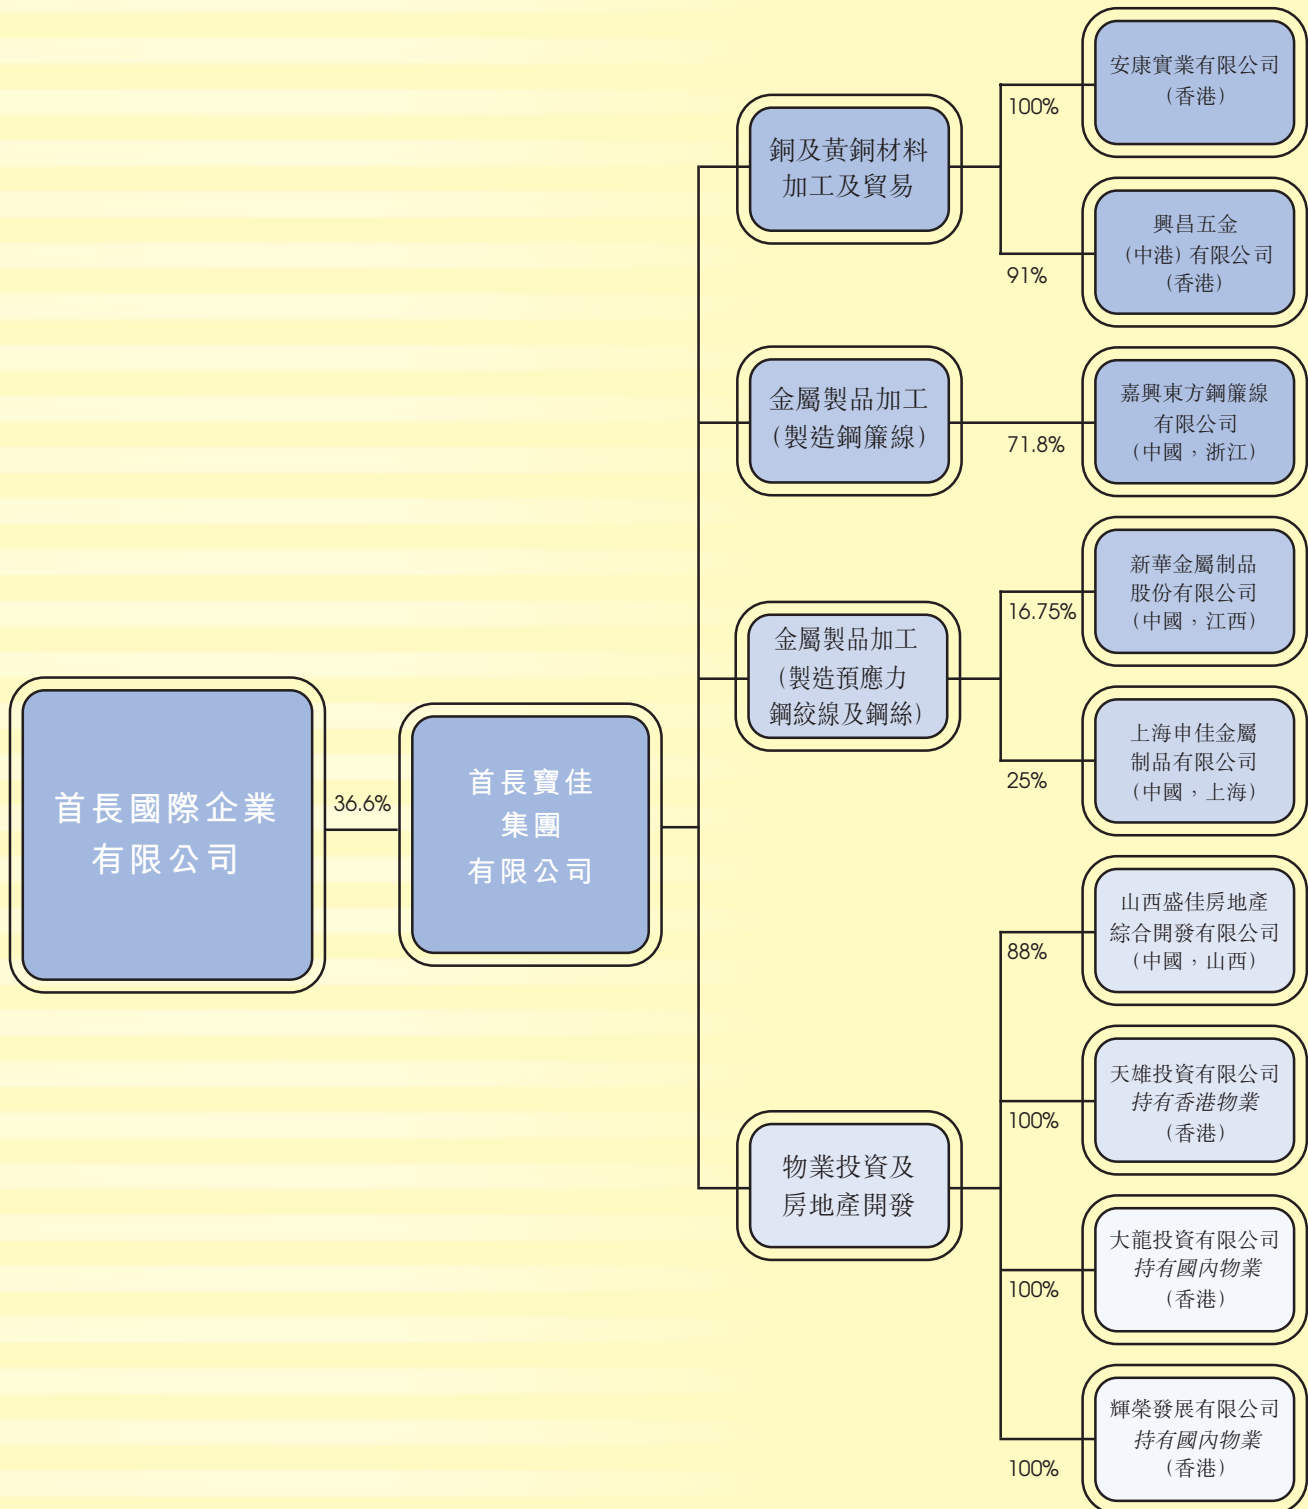 首長國際企業
有限公司
36.6%
首長寶佳
集團
有限公司
銅及黃銅材料
加工及貿易
100%
安康實業有限公司
（香港）
91%
興昌五金
（中港）有限公司
（香港）
金屬製品加工
（製造鋼簾線）
71.8%
嘉興東方鋼簾線
有限公司
（中國，浙江）
金屬製品加工
（製造預應力
鋼絞線及鋼絲）
16.75%
新華金屬制品
股份有限公司
（中國，江西）
25%
上海申佳金屬
制品有限公司
（中國，上海）
物業投資及
房地產開發
88%
山西盛佳房地產
綜合開發有限公司
（中國，山西）
100%
天雄投資有限公司
持有香港物業
（香港）
100%
大龍投資有限公司
持有國內物業
（香港）
100%
輝榮發展有限公司
持有國內物業
（香港）